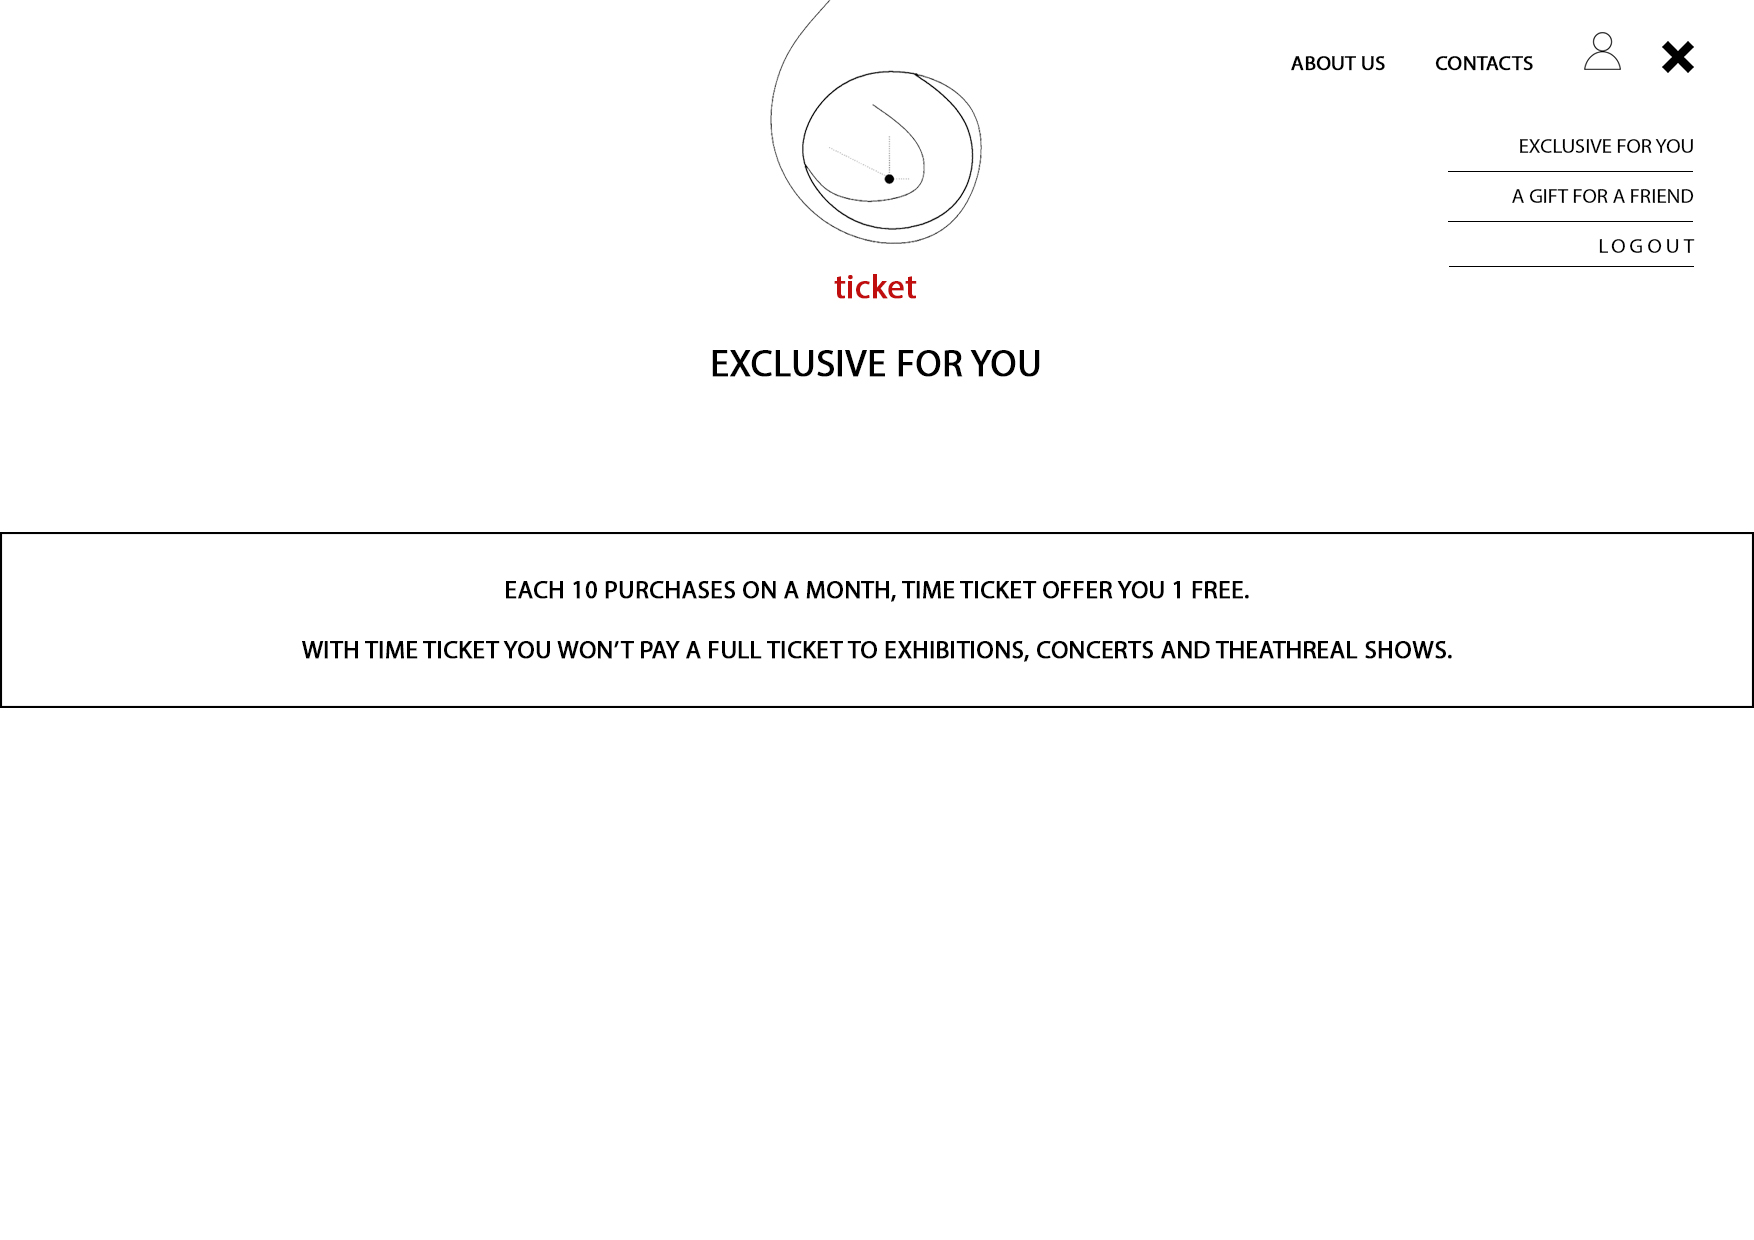 ABOUT US
CONTACTS
EXCLUSIVE FOR YOU
A GIFT FOR A FRIEND
LOGOUT
ticket
EXCLUSIVE FOR YOU
EACH 10 PURCHASES ON A MONTH, TIME TICKET OFFER YOU 1 FREE.
WITH TIME TICKET YOU WON’T PAY A FULL TICKET TO EXHIBITIONS, CONCERTS AND THEATHREAL SHOWS.